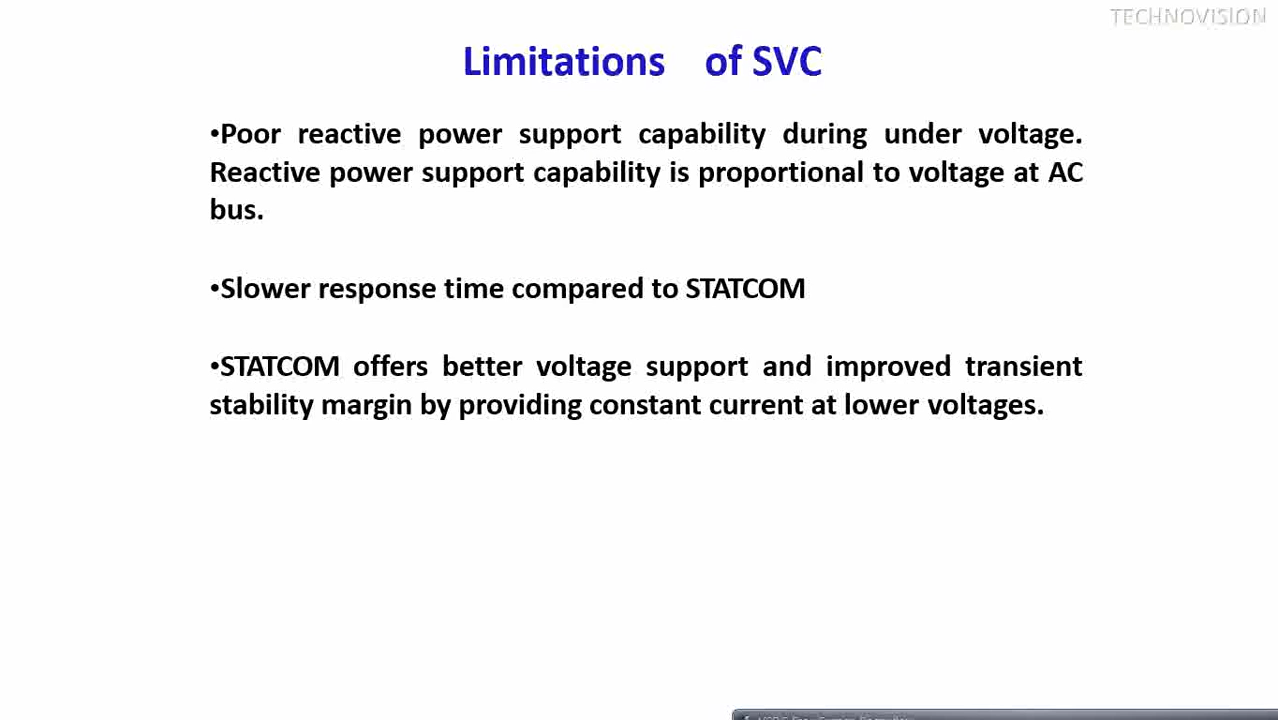 TECHNOVISION
Limitations of SVC
•Poor reactive power support capability during under voltage.
Reactive power support capability is proportional to voltage at AC
bus.
•Slower response time compared to STATCOM
•STATCOM offers better voltage support and improved transient
stability margin by providing constant current at lower voltages.